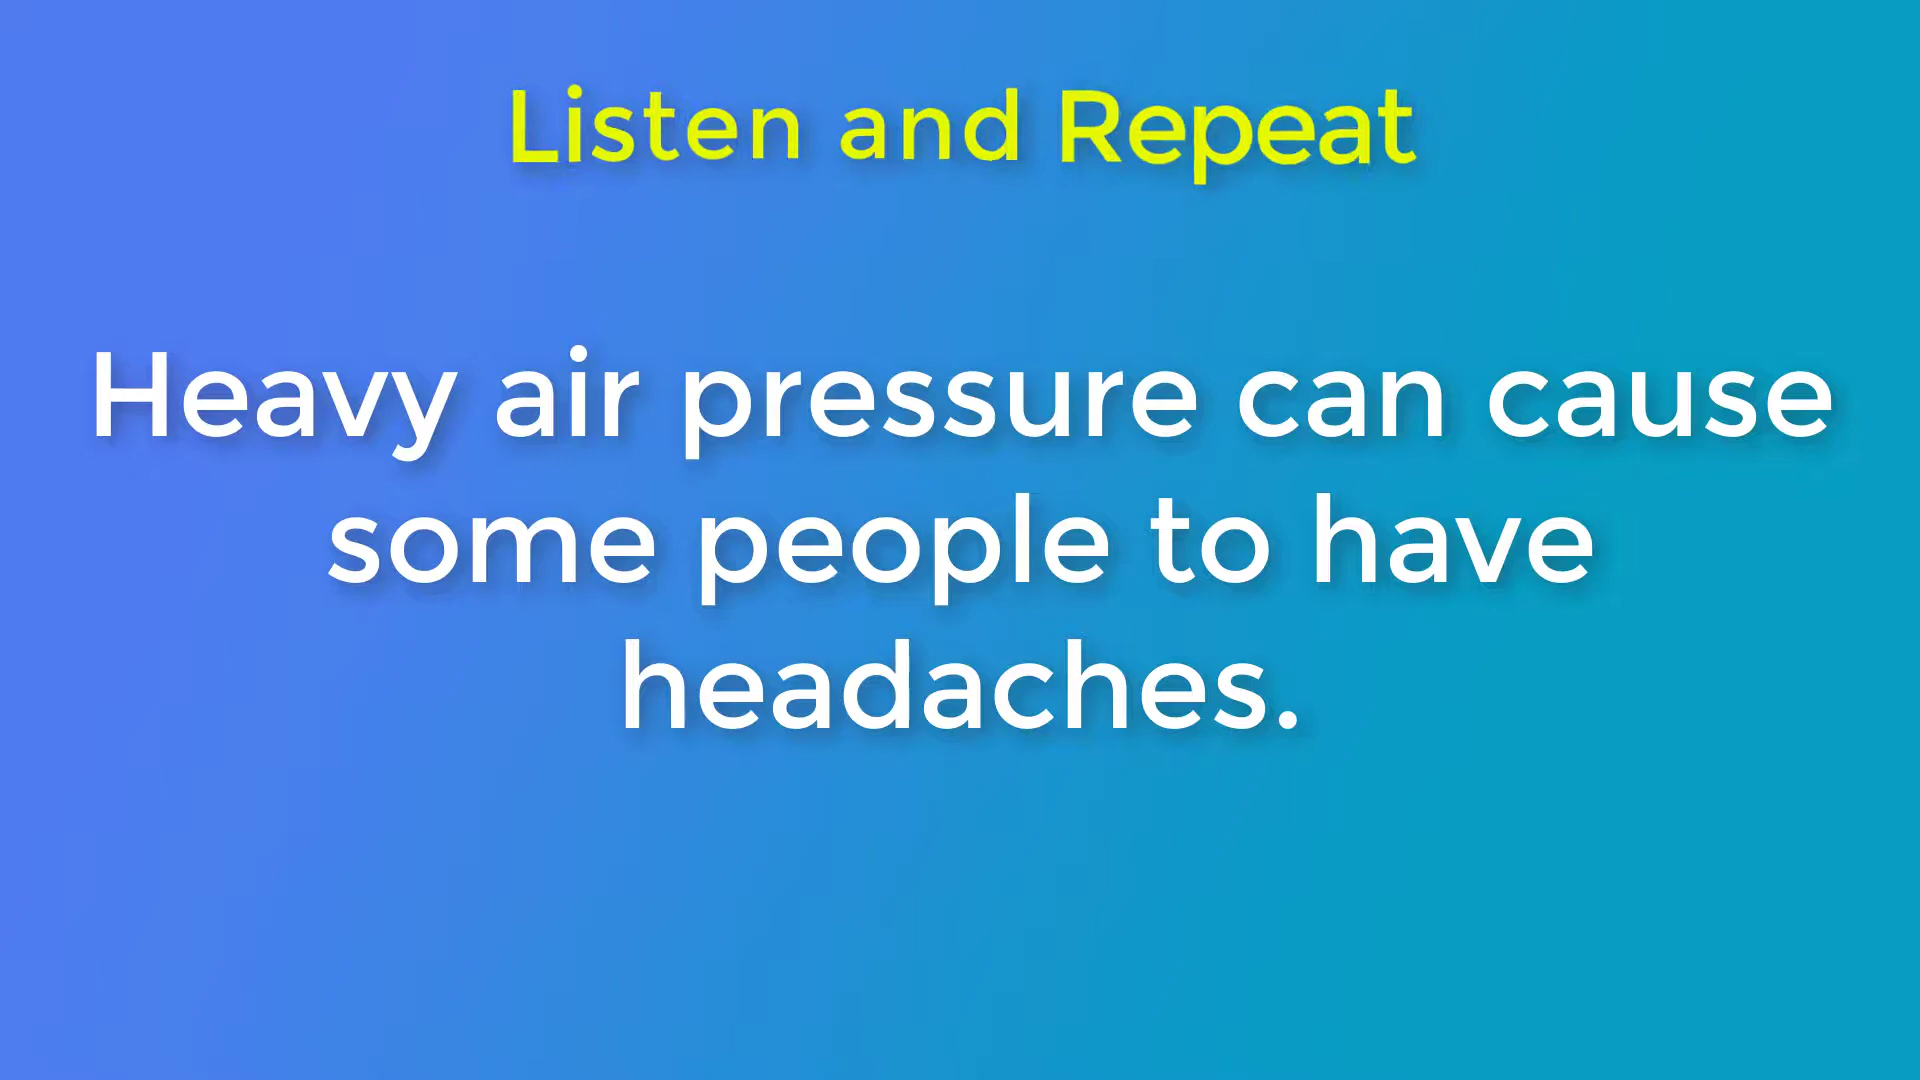 Listen and Repeat
Heavy air pressure can cause
some people to have
headaches.